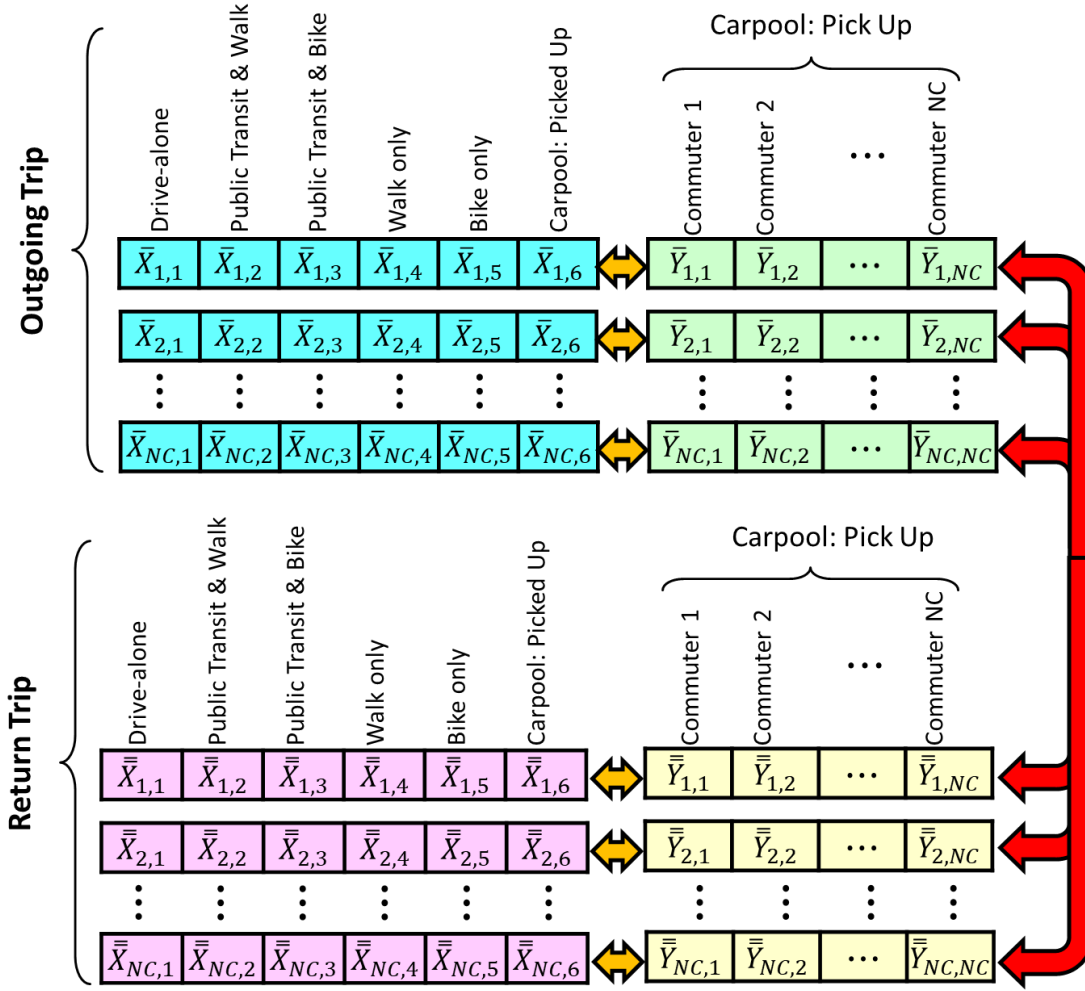 Carpool: Pick Up
Outgoing Trip
Drive-alone
Public Transit & Walk
Public Transit & Bike
Walk only
Bike only
Carpool: Picked Up
Commuter 1
Commuter 2
...
Commuter NC
X̄1,1 X̄1,2 X̄1,3 X̄1,4 X̄1,5 X̄1,6 Ȳ1,1 Ȳ1,2 ... Ȳ1,NC
X̄2,1 X̄2,2 X̄2,3 X̄2,4 X̄2,5 X̄2,6 Ȳ2,1 Ȳ2,2 ... Ȳ2,NC
X̄NC,1 X̄NC,2 X̄NC,3 X̄NC,4 X̄NC,5 X̄NC,6 ȲNC,1 ȲNC,2 ... ȲNC,NC
Carpool: Pick Up
Return Trip
Drive-alone
Public Transit & Walk
Public Transit & Bike
Walk only
Bike only
Carpool: Picked Up
Commuter 1
Commuter 2
...
Commuter NC
X̿1,1 X̿1,2 X̿1,3 X̿1,4 X̿1,5 X̿1,6 Y̿1,1 Y̿1,2 ... Y̿1,NC
X̿2,1 X̿2,2 X̿2,3 X̿2,4 X̿2,5 X̿2,6 Y̿2,1 Y̿2,2 ... Y̿2,NC
X̿NC,1 X̿NC,2 X̿NC,3 X̿NC,4 X̿NC,5 X̿NC,6 Y̿NC,1 Y̿NC,2 ... Y̿NC,NC